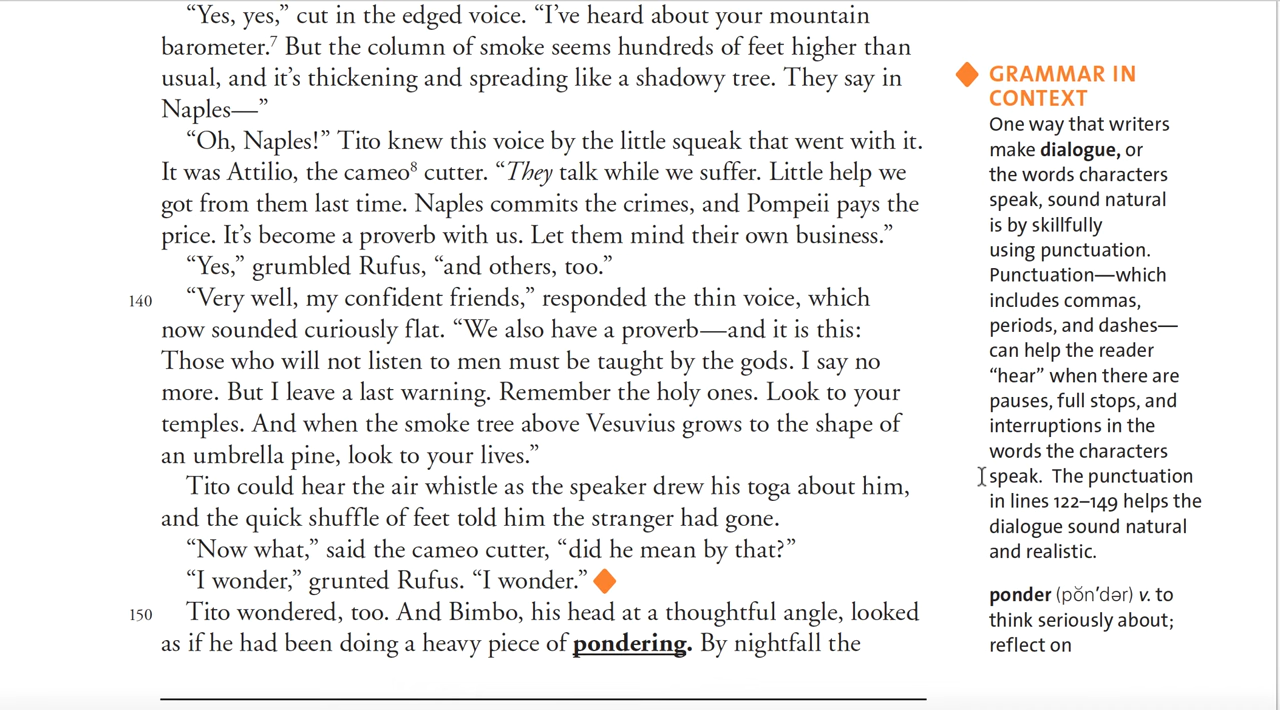 “Yes, yes,” cut in the edged voice. “I’ve heard about your mountain
barometer.⁷ But the column of smoke seems hundreds of feet higher than
usual, and it’s thickening and spreading like a shadowy tree. They say in
Naples—”
“Oh, Naples!” Tito knew this voice by the little squeak that went with it.
It was Attilio, the cameo⁸ cutter. “They talk while we suffer. Little help we
got from them last time. Naples commits the crimes, and Pompeii pays the
price. It’s become a proverb with us. Let them mind their own business.”
“Yes,” grumbled Rufus, “and others, too.”
140 “Very well, my confident friends,” responded the thin voice, which
now sounded curiously flat. “We also have a proverb—and it is this:
Those who will not listen to men must be taught by the gods. I say no
more. But I leave a last warning. Remember the holy ones. Look to your
temples. And when the smoke tree above Vesuvius grows to the shape of
an umbrella pine, look to your lives.”
Tito could hear the air whistle as the speaker drew his toga about him,
and the quick shuffle of feet told him the stranger had gone.
“Now what,” said the cameo cutter, “did he mean by that?”
“I wonder,” grunted Rufus. “I wonder.”
150 Tito wondered, too. And Bimbo, his head at a thoughtful angle, looked
as if he had been doing a heavy piece of pondering. By nightfall the
GRAMMAR IN
CONTEXT
One way that writers
make dialogue, or
the words characters
speak, sound natural
is by skillfully
using punctuation.
Punctuation—which
includes commas,
periods, and dashes—
can help the reader
“hear” when there are
pauses, full stops, and
interruptions in the
words the characters
speak. The punctuation
in lines 122–149 helps the
dialogue sound natural
and realistic.
ponder (pŏn′dər) v. to
think seriously about;
reflect on